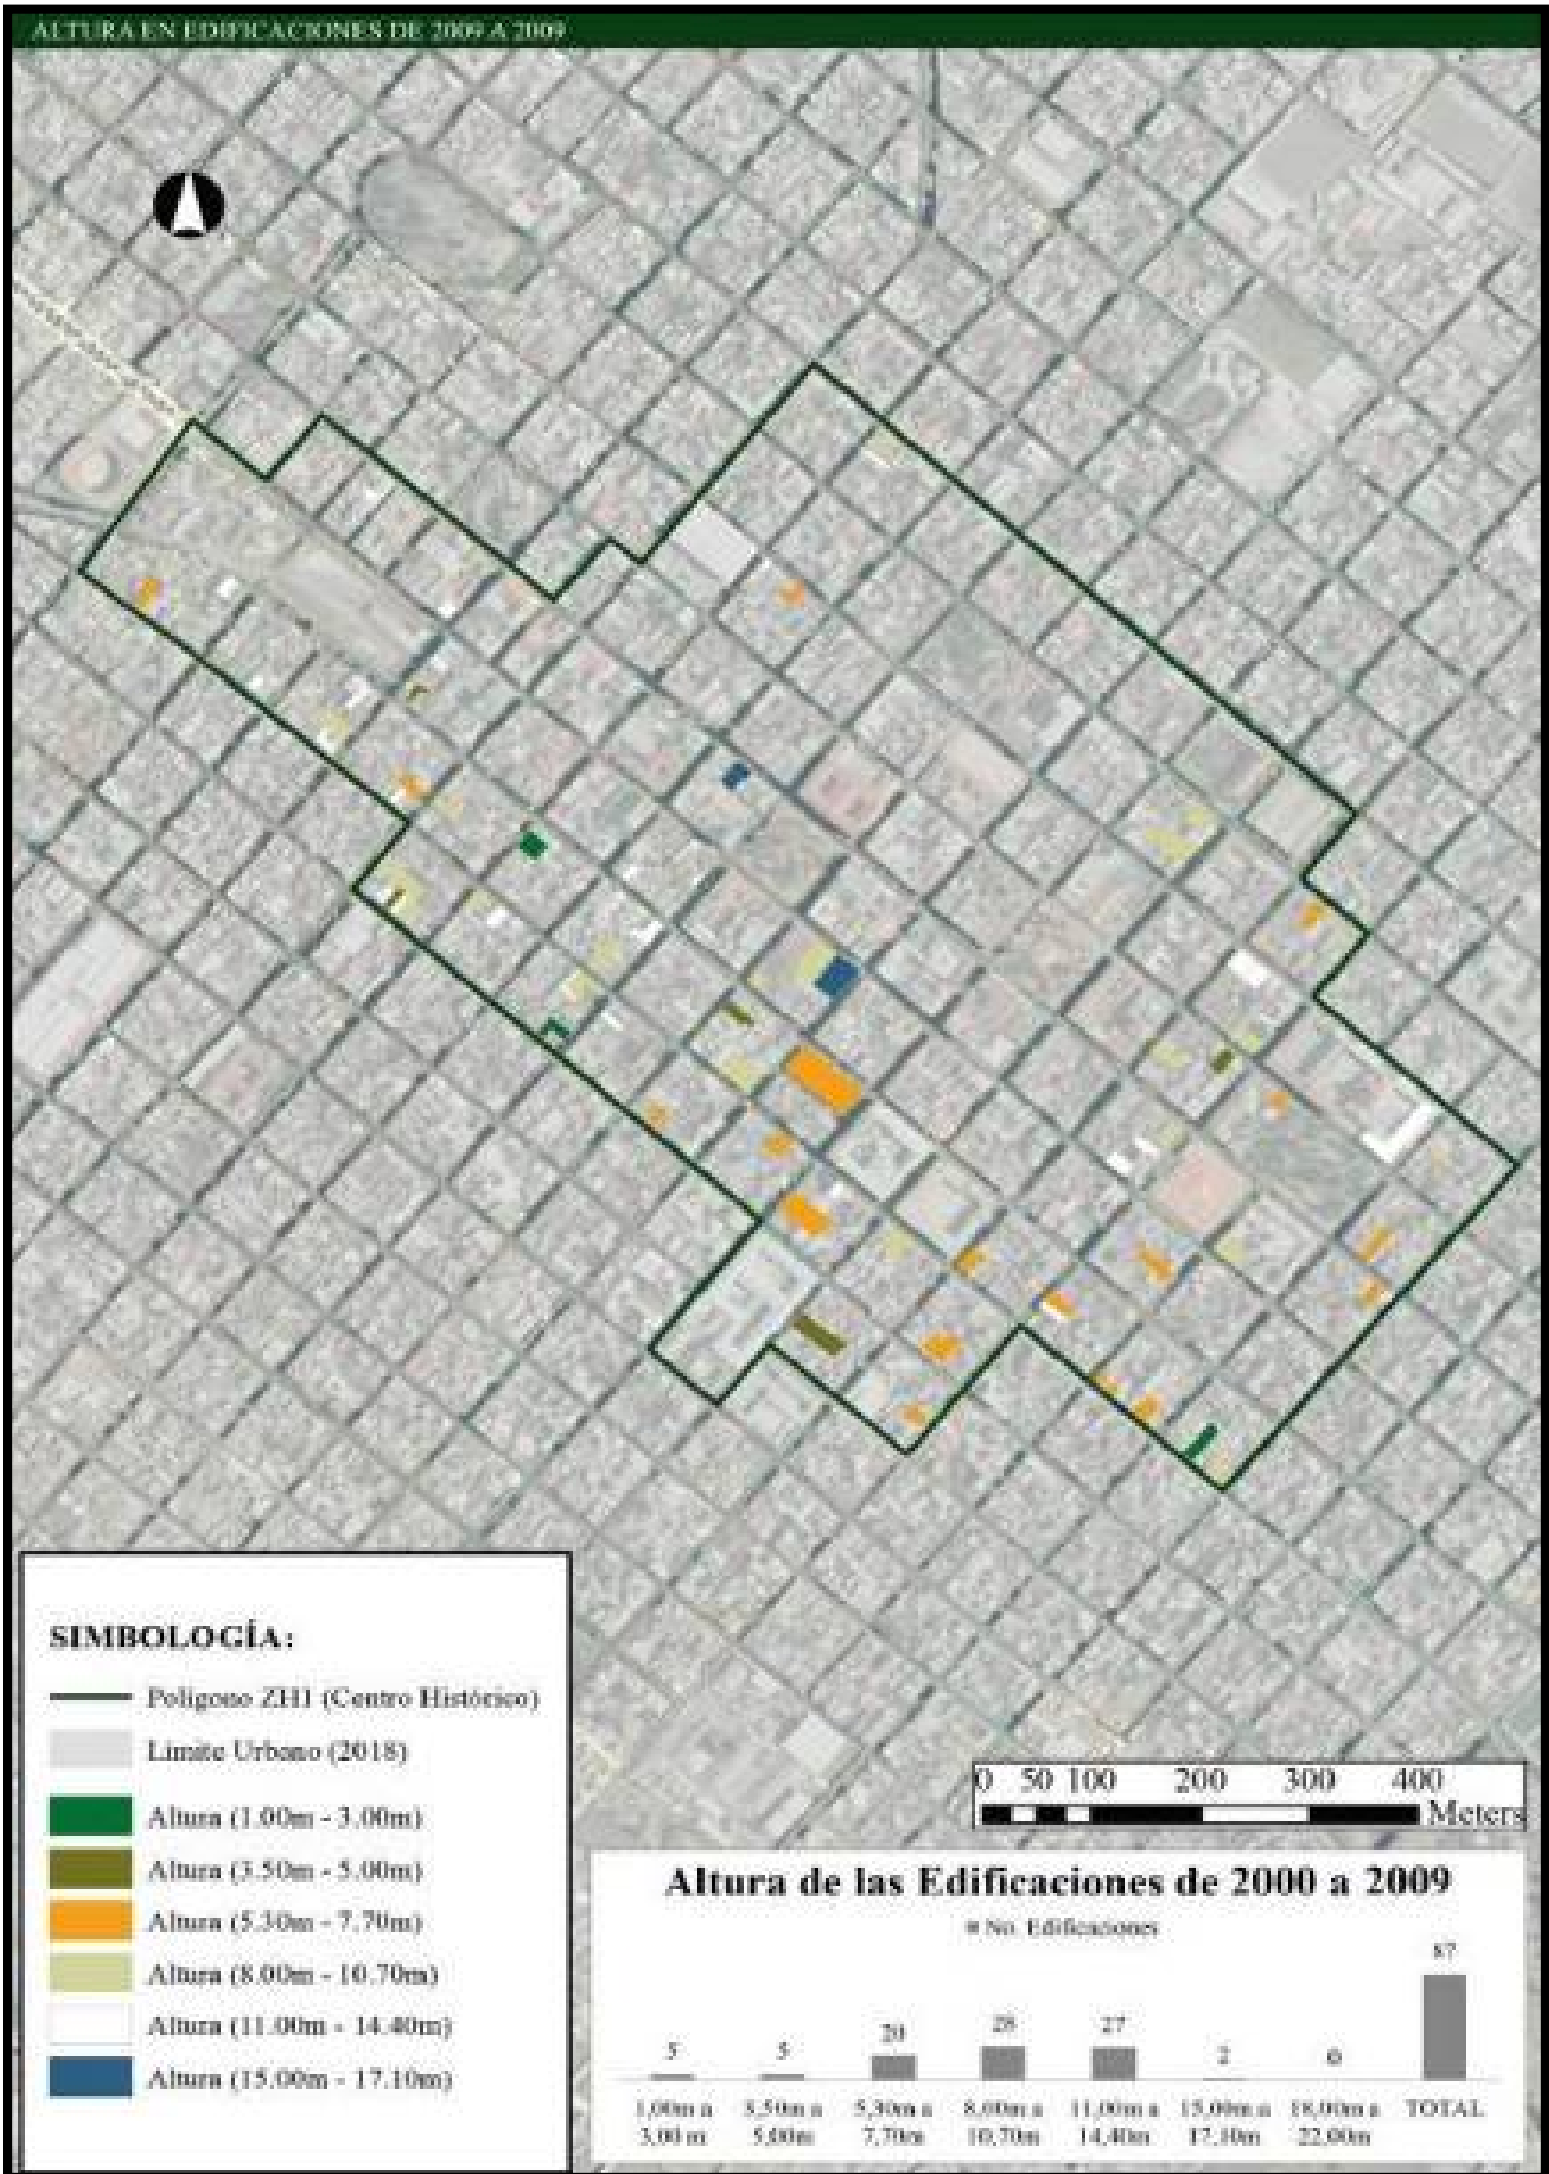 ALTURA EN EDIFICACIONES DE 2009 A 2009
SIMBOLOGÍA:
Polígono ZH1 (Centro Histórico)
Límite Urbano (2018)
Altura (1.00m - 3.00m)
Altura (3.50m - 5.00m)
Altura (5.30m - 7.70m)
Altura (8.00m - 10.70m)
Altura (11.00m - 14.40m)
Altura (15.00m - 17.10m)
0 50 100 200 300 400
Meters
Altura de las Edificaciones de 2000 a 2009
No. Edificaciones
5 5 20 28 27 2 0 87
1,00m a 3,50m a 5,30m a 8,00m a 11,00m a 15,00m a 18,00m a TOTAL
3,00 m 5,00m 7,70m 10,70m 14,40m 17,10m 22,00m